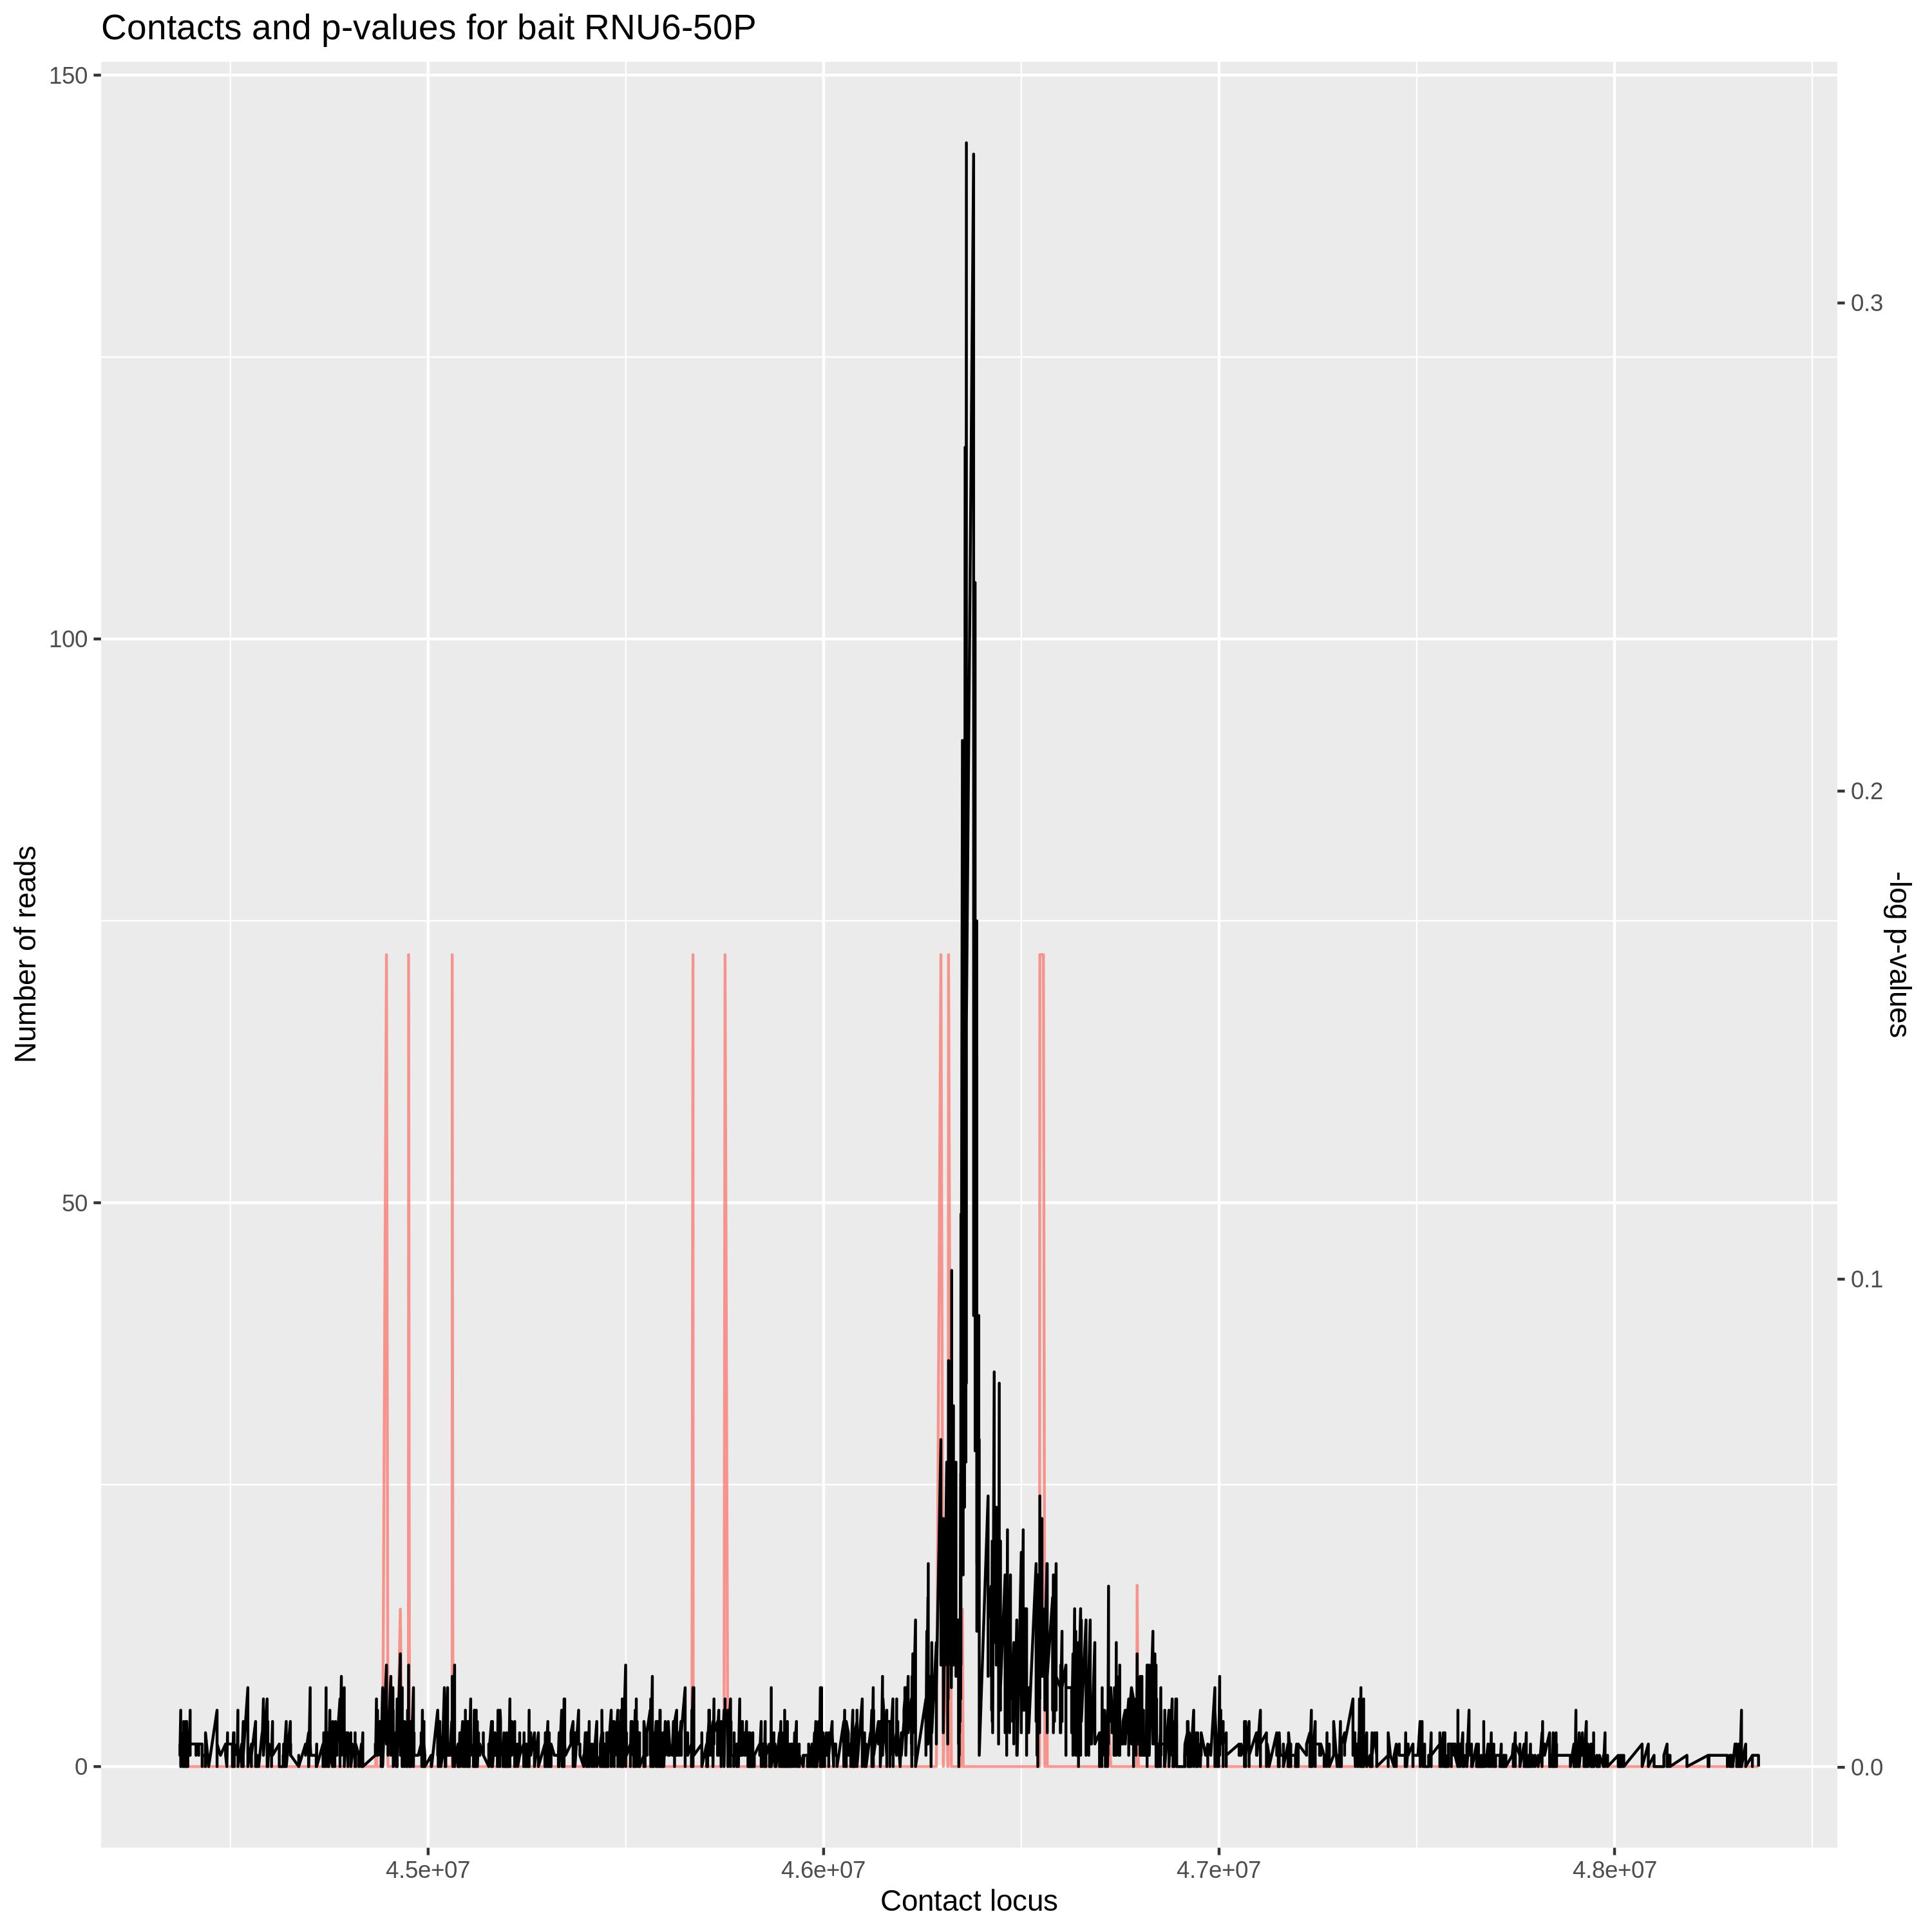 Contacts and p-values for bait RNU6-50P
150
100
50
0
Number of reads
0.3
0.2
0.1
0.0
-log p-values
4.5e+07
4.6e+07
4.7e+07
4.8e+07
Contact locus